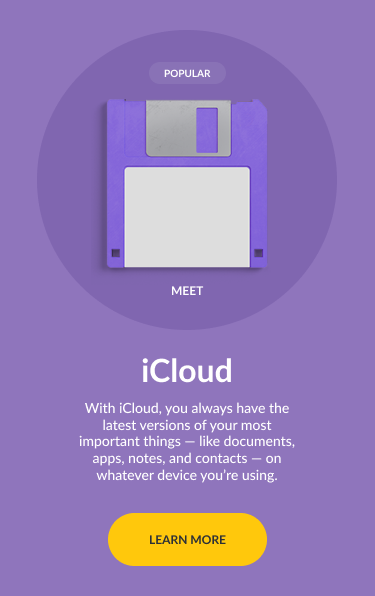 POPULAR
MEET
iCloud
With iCloud, you always have the
latest versions of your most
important things — like documents,
apps, notes, and contacts — on
whatever device you’re using.
LEARN MORE